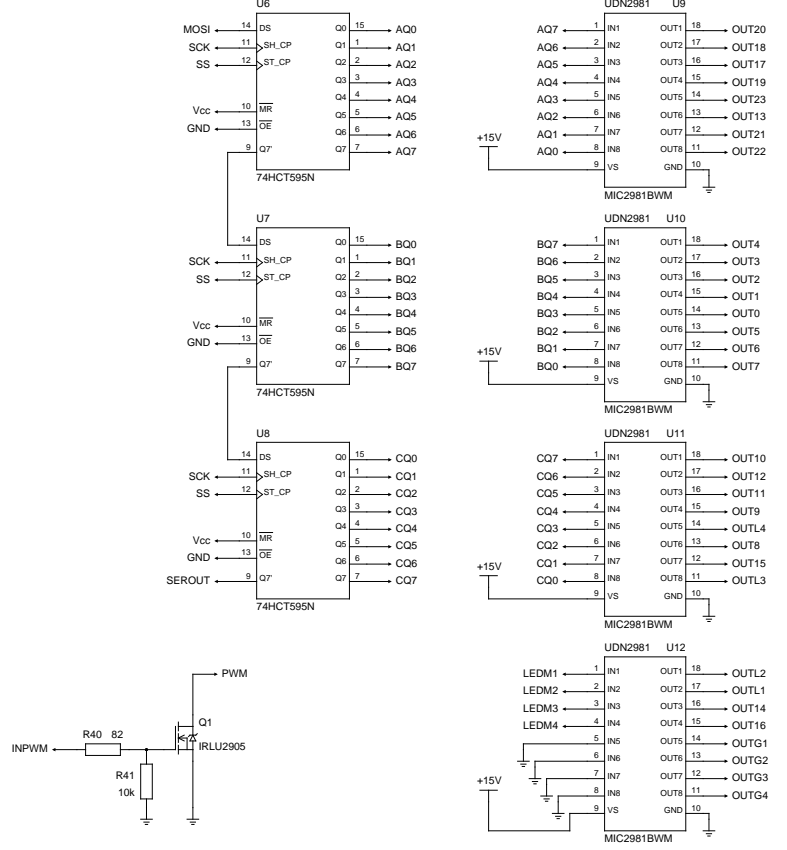 U6
MOSI 14 DS Q0 15 AQ0
SCK 11 SH_CP Q1 1 AQ1
SS 12 ST_CP Q2 2 AQ2
Q3 3 AQ3
Q4 4 AQ4
Vcc 10 MR Q5 5 AQ5
GND 13 OE Q6 6 AQ6
9 Q7' Q7 7 AQ7
74HCT595N
UDN2981 U9
AQ7 1 IN1 OUT1 18 OUT20
AQ6 2 IN2 OUT2 17 OUT18
AQ5 3 IN3 OUT3 16 OUT17
AQ4 4 IN4 OUT4 15 OUT19
AQ3 5 IN5 OUT5 14 OUT23
AQ2 6 IN6 OUT6 13 OUT13
AQ1 7 IN7 OUT7 12 OUT21
AQ0 8 IN8 OUT8 11 OUT22
+15V 9 VS GND 10
MIC2981BWM
U7
14 DS Q0 15 BQ0
SCK 11 SH_CP Q1 1 BQ1
SS 12 ST_CP Q2 2 BQ2
Q3 3 BQ3
Q4 4 BQ4
Vcc 10 MR Q5 5 BQ5
GND 13 OE Q6 6 BQ6
9 Q7' Q7 7 BQ7
74HCT595N
UDN2981 U10
BQ7 1 IN1 OUT1 18 OUT4
BQ6 2 IN2 OUT2 17 OUT3
BQ5 3 IN3 OUT3 16 OUT2
BQ4 4 IN4 OUT4 15 OUT1
BQ3 5 IN5 OUT5 14 OUT0
BQ2 6 IN6 OUT6 13 OUT5
BQ1 7 IN7 OUT7 12 OUT6
BQ0 8 IN8 OUT8 11 OUT7
+15V 9 VS GND 10
MIC2981BWM
U8
14 DS Q0 15 CQ0
SCK 11 SH_CP Q1 1 CQ1
SS 12 ST_CP Q2 2 CQ2
Q3 3 CQ3
Q4 4 CQ4
Vcc 10 MR Q5 5 CQ5
GND 13 OE Q6 6 CQ6
SEROUT 9 Q7' Q7 7 CQ7
74HCT595N
UDN2981 U11
CQ7 1 IN1 OUT1 18 OUT10
CQ6 2 IN2 OUT2 17 OUT12
CQ5 3 IN3 OUT3 16 OUT11
CQ4 4 IN4 OUT4 15 OUT9
CQ3 5 IN5 OUT5 14 OUTL4
CQ2 6 IN6 OUT6 13 OUT8
CQ1 7 IN7 OUT7 12 OUT15
CQ0 8 IN8 OUT8 11 OUTL3
+15V 9 VS GND 10
MIC2981BWM
PWM
Q1
R40 82
INPWM
IRLU2905
R41
10k
UDN2981 U12
LEDM1 1 IN1 OUT1 18 OUTL2
LEDM2 2 IN2 OUT2 17 OUTL1
LEDM3 3 IN3 OUT3 16 OUT14
LEDM4 4 IN4 OUT4 15 OUT16
5 IN5 OUT5 14 OUTG1
6 IN6 OUT6 13 OUTG2
7 IN7 OUT7 12 OUTG3
8 IN8 OUT8 11 OUTG4
+15V 9 VS GND 10
MIC2981BWM